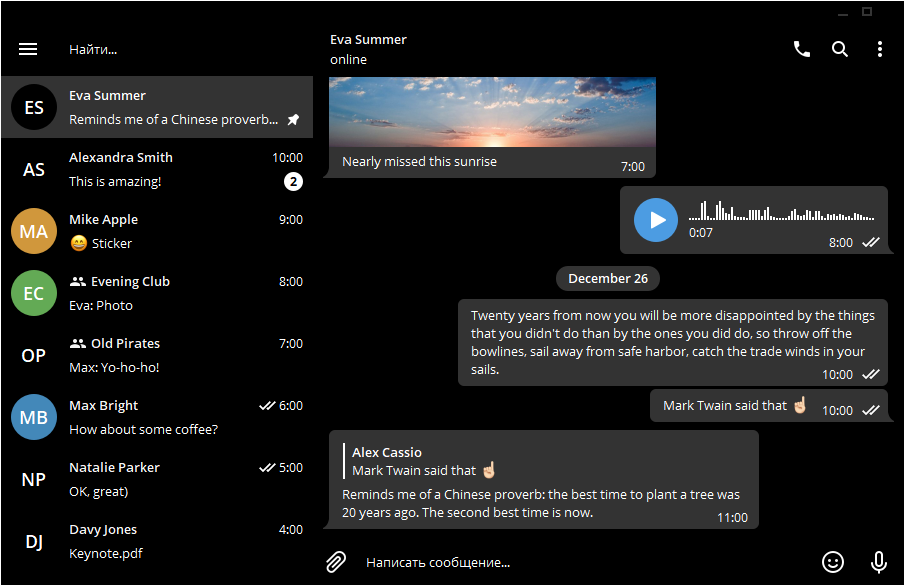 Найти...
ES
Eva Summer
Reminds me of a Chinese proverb...
AS
Alexandra Smith
10:00
This is amazing!
2
MA
Mike Apple
9:00
😄 Sticker
EC
Evening Club
8:00
Eva: Photo
OP
Old Pirates
7:00
Max: Yo-ho-ho!
MB
Max Bright
6:00
How about some coffee?
NP
Natalie Parker
5:00
OK, great)
DJ
Davy Jones
4:00
Keynote.pdf
Eva Summer
online
Nearly missed this sunrise
7:00
0:07
8:00
December 26
Twenty years from now you will be more disappointed by the things
that you didn't do than by the ones you did do, so throw off the
bowlines, sail away from safe harbor, catch the trade winds in your
sails.
10:00
Mark Twain said that ☝🏻
10:00
Alex Cassio
Mark Twain said that ☝🏻
Reminds me of a Chinese proverb: the best time to plant a tree was
20 years ago. The second best time is now.
11:00
Написать сообщение...